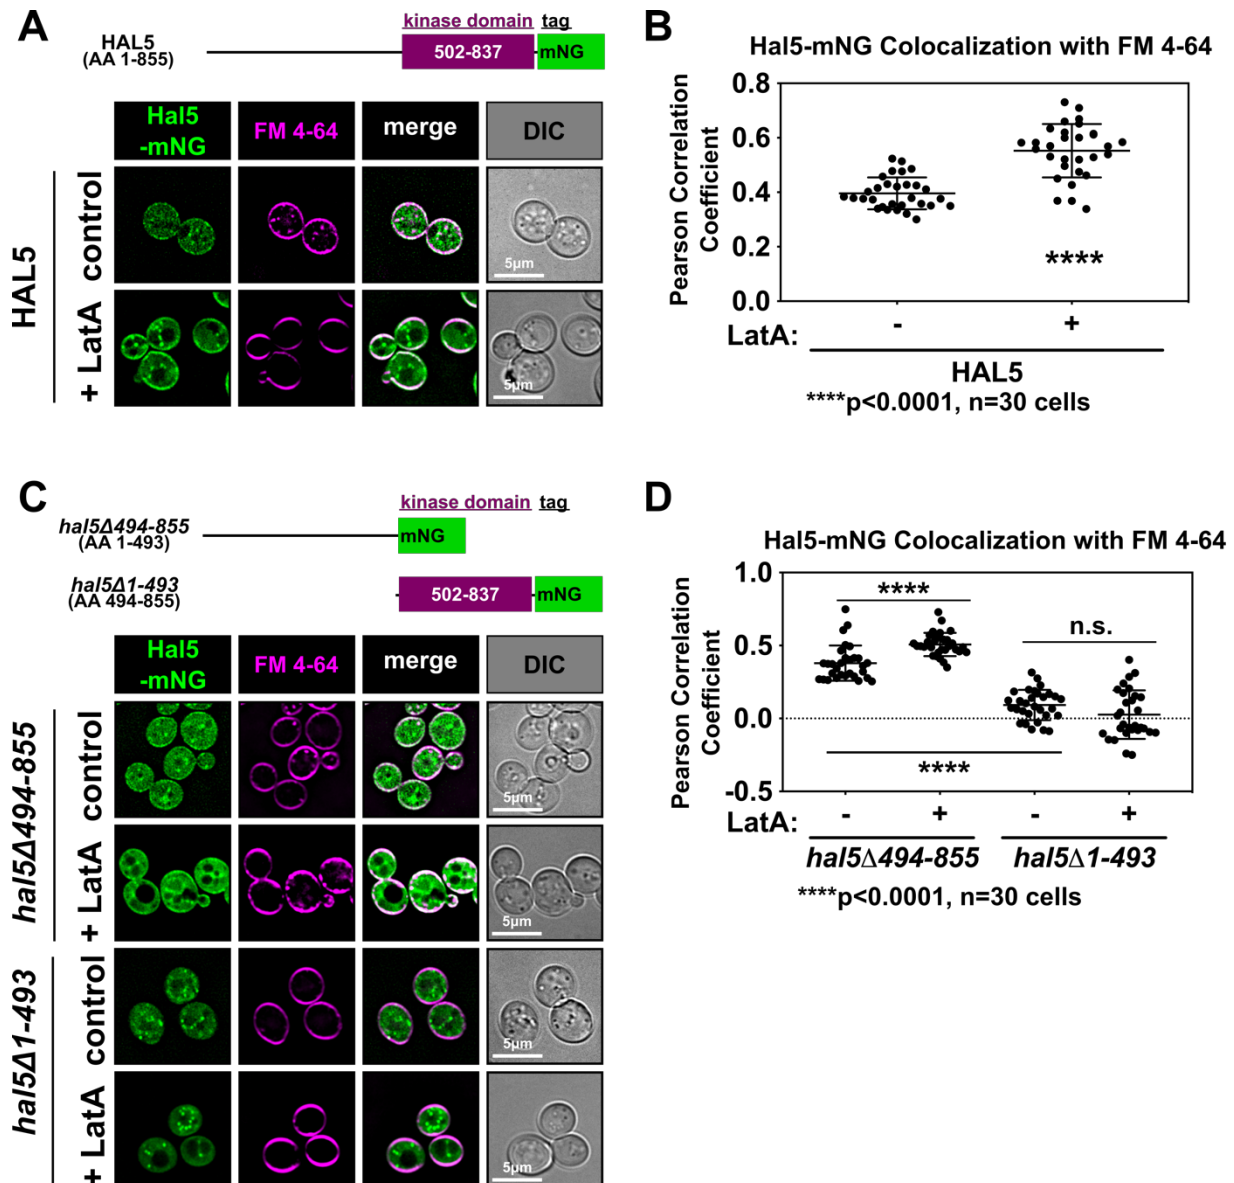 A
kinase domain tag
HAL5
(AA 1-855)
502-837
mNG
Hal5
-mNG
FM 4-64
merge
DIC
HAL5
control
5µm
+ LatA
5µm
B
Hal5-mNG Colocalization with FM 4-64
Pearson Correlation
Coefficient
0.8
0.6
0.4
0.2
0.0
****
LatA:
-
+
HAL5
****p<0.0001, n=30 cells
C
kinase domain tag
hal5Δ494-855
(AA 1-493)
mNG
hal5Δ1-493
(AA 494-855)
502-837
mNG
Hal5
-mNG
FM 4-64
merge
DIC
hal5Δ494-855
control
5µm
+ LatA
5µm
hal5Δ1-493
control
5µm
+ LatA
5µm
D
Hal5-mNG Colocalization with FM 4-64
Pearson Correlation
Coefficient
1.0
0.5
0.0
-0.5
****
n.s.
****
LatA:
-
+
-
+
hal5Δ494-855
hal5Δ1-493
****p<0.0001, n=30 cells